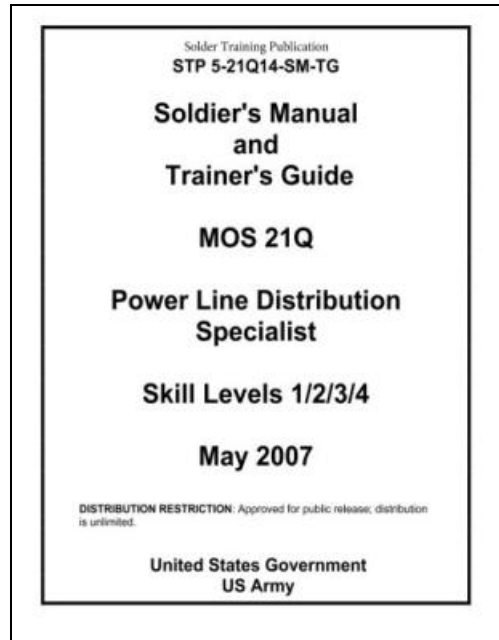 Solder Training Publication
STP 5-21Q14-SM-TG
Soldier's Manual
and
Trainer's Guide
MOS 21Q
Power Line Distribution
Specialist
Skill Levels 1/2/3/4
May 2007
DISTRIBUTION RESTRICTION: Approved for public release; distribution
is unlimited.
United States Government
US Army